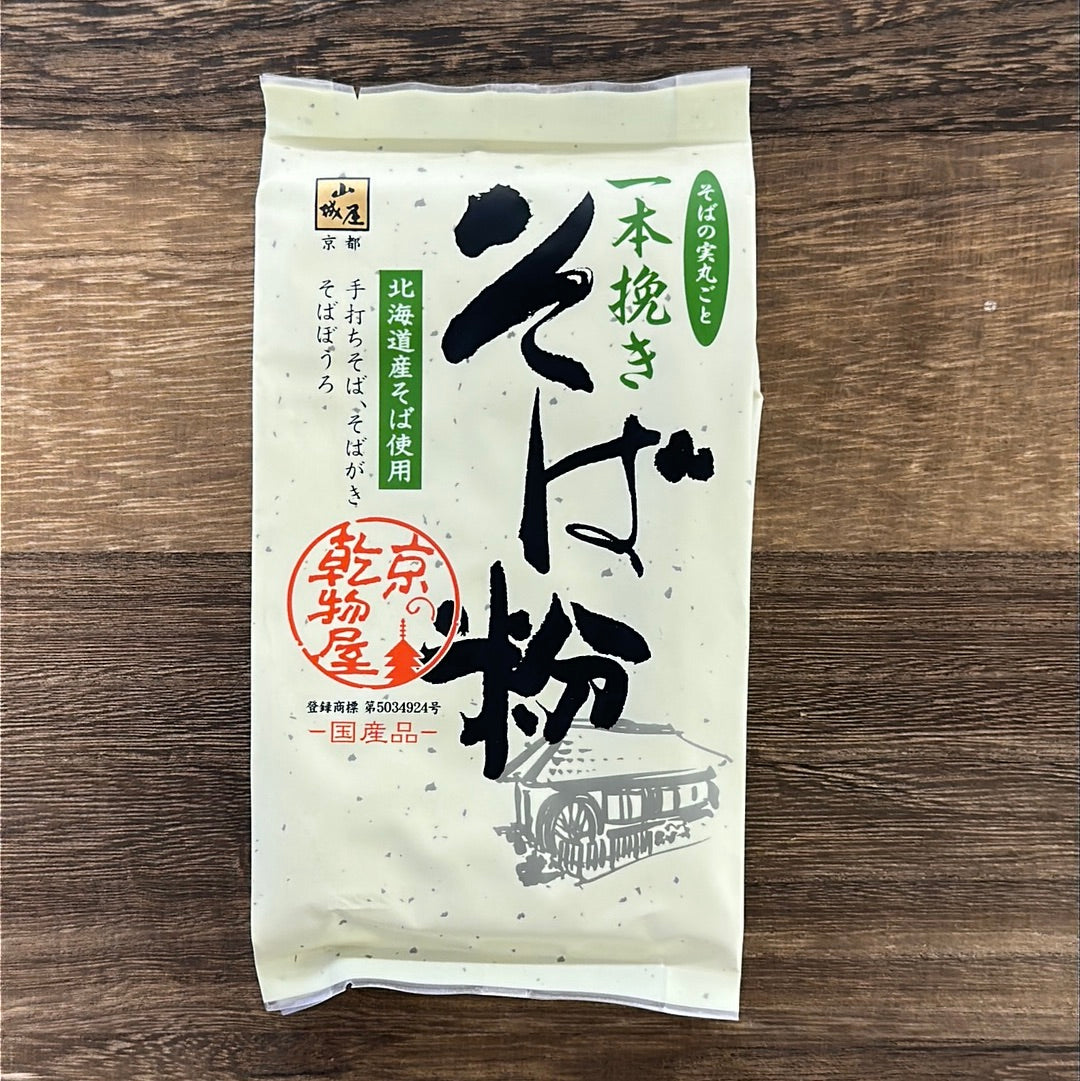 そばの実丸ごと
一本挽き
そば粉
北海道産そば使用
手打ちそば、そばがき
そばぼうろ
山城屋
京都
京の
乾物屋
登録商標 第5034924号
－国産品－